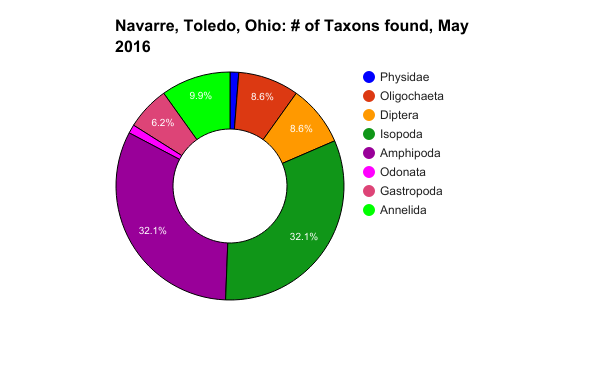 Navarre, Toledo, Ohio: # of Taxons found, May
2016
9.9%
8.6%
6.2%
8.6%
32.1%
32.1%
Physidae
Oligochaeta
Diptera
Isopoda
Amphipoda
Odonata
Gastropoda
Annelida